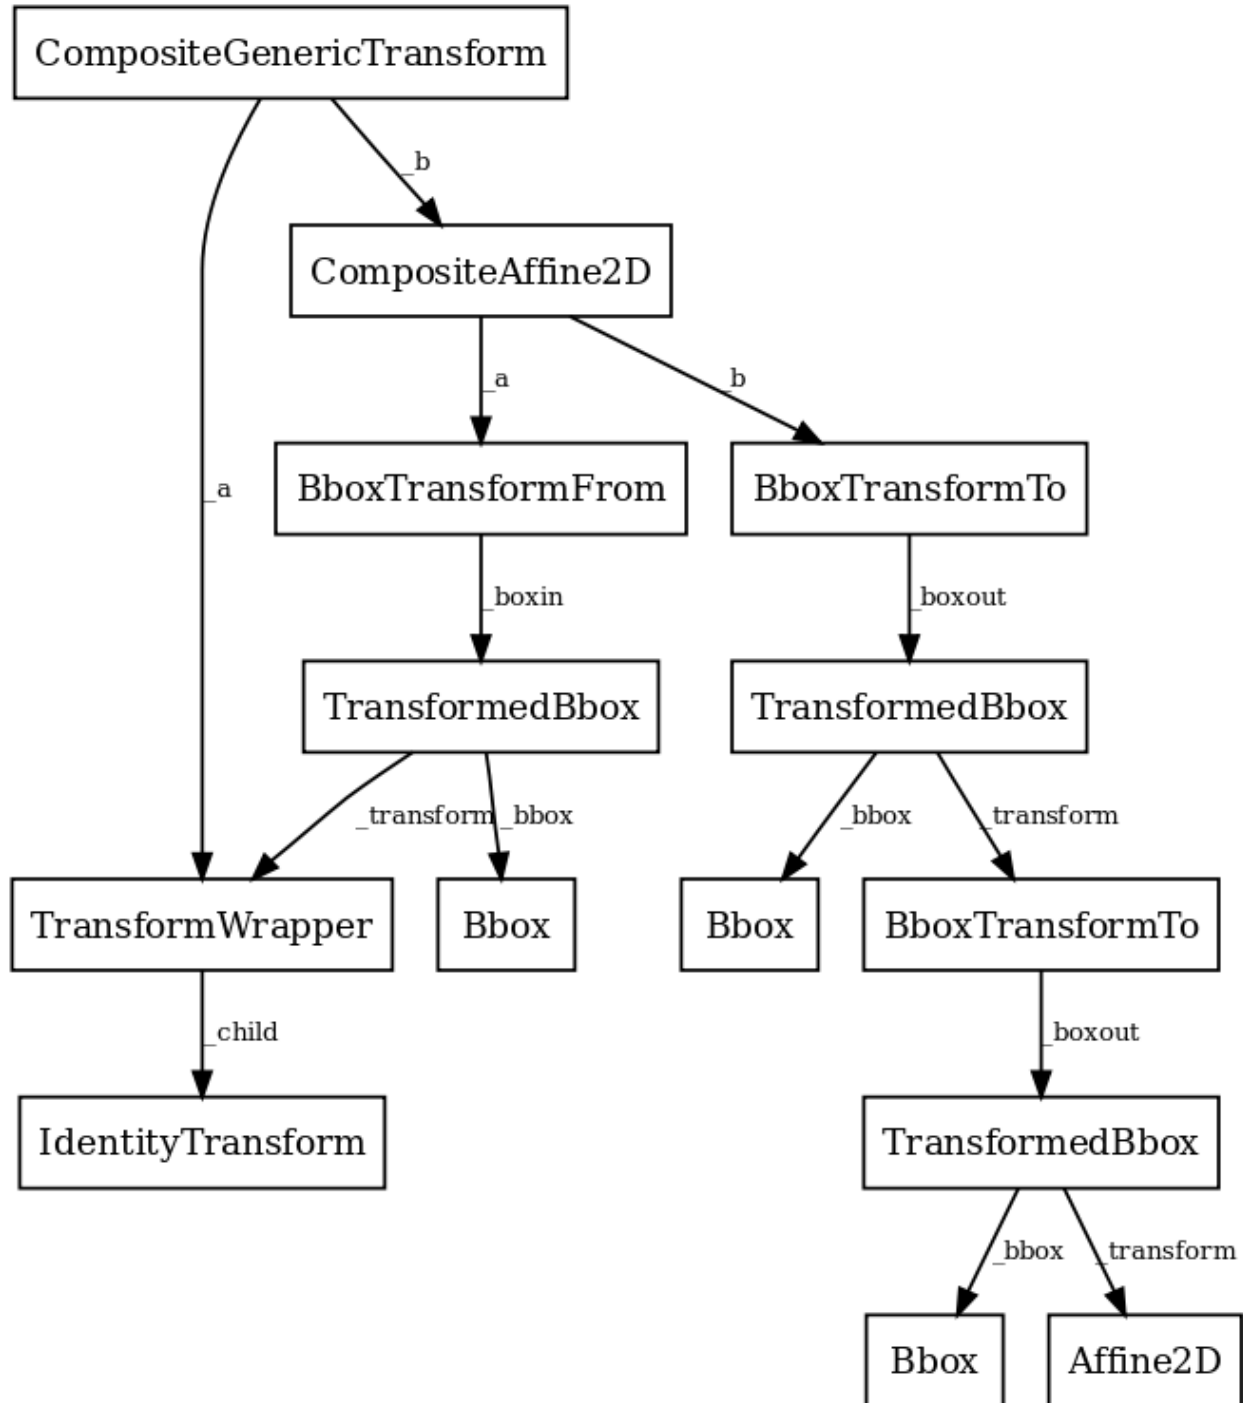 CompositeGenericTransform
_b
CompositeAffine2D
_a
_b
_a
BboxTransformFrom
BboxTransformTo
_boxin
_boxout
TransformedBbox
TransformedBbox
_transform
_bbox
_bbox
_transform
TransformWrapper
Bbox
Bbox
BboxTransformTo
_child
_boxout
IdentityTransform
TransformedBbox
_bbox
_transform
Bbox
Affine2D